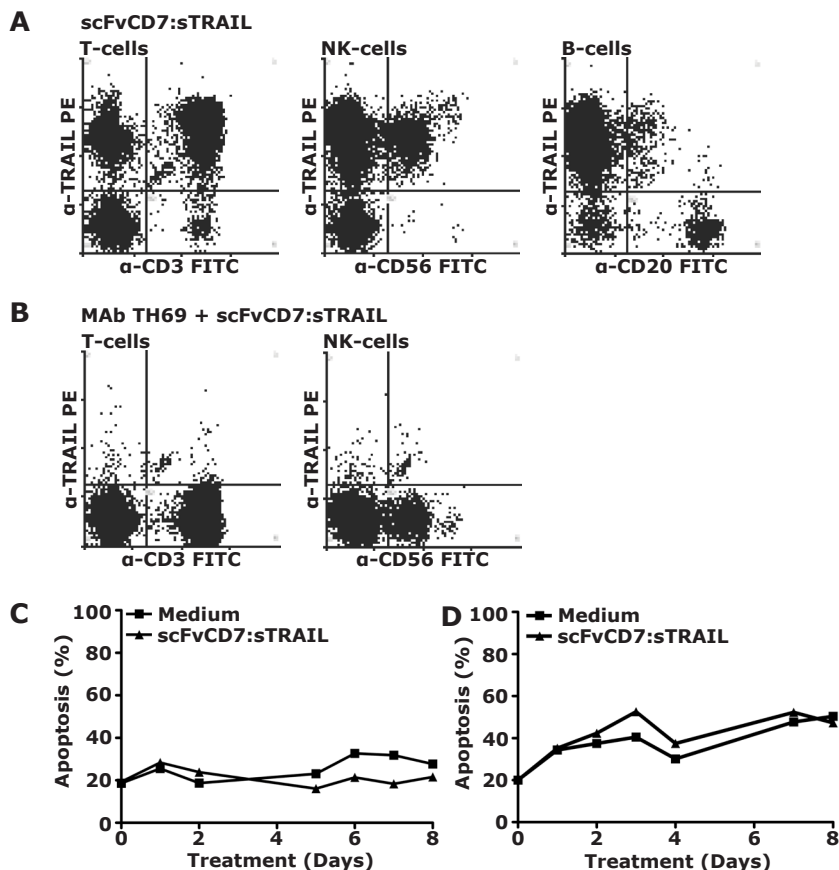 A scFvCD7:sTRAIL
T-cells NK-cells B-cells
ɑ-TRAIL PE ɑ-TRAIL PE ɑ-TRAIL PE
ɑ-CD3 FITC ɑ-CD56 FITC ɑ-CD20 FITC
B MAb TH69 + scFvCD7:sTRAIL
T-cells NK-cells
ɑ-TRAIL PE ɑ-TRAIL PE
ɑ-CD3 FITC ɑ-CD56 FITC
C
Medium
scFvCD7:sTRAIL
Apoptosis (%)
100
80
60
40
20
0
0 2 4 6 8
Treatment (Days)
D
Medium
scFvCD7:sTRAIL
Apoptosis (%)
100
80
60
40
20
0
0 2 4 6 8
Treatment (Days)